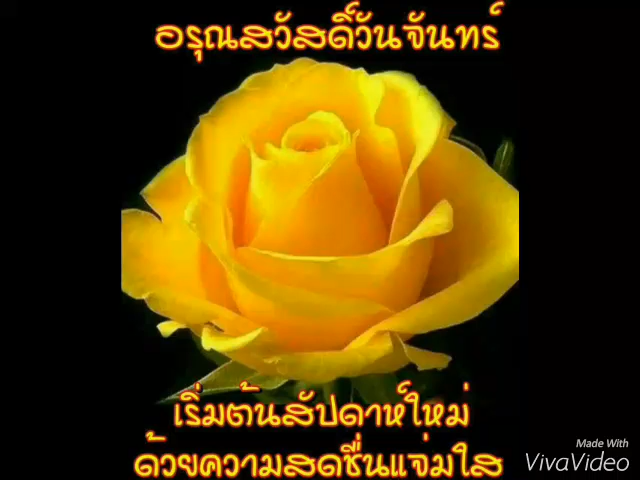 อรุณสวัสดิ์วันจันทร์
เริ่มต้นสัปดาห์ใหม่
ด้วยความสดชื่นแจ่มใส
Made With
VivaVideo